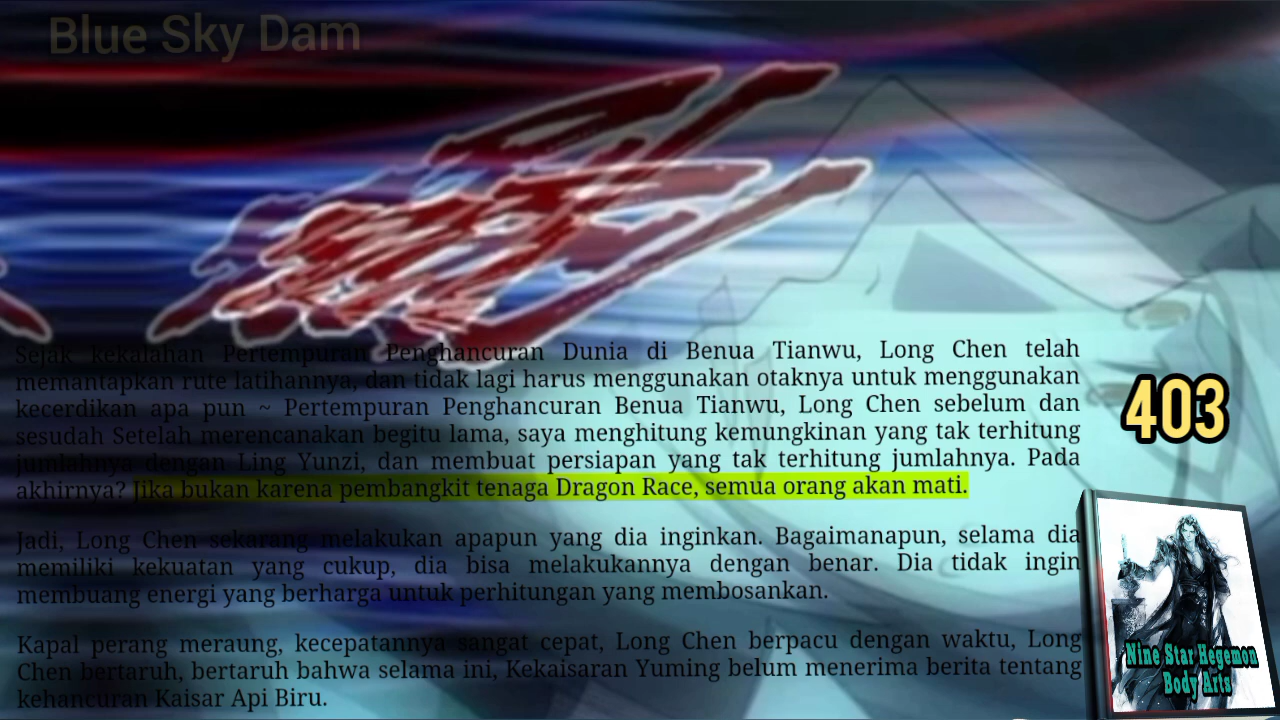 Blue Sky Dam
Sejak kekalahan Pertempuran Penghancuran Dunia di Benua Tianwu, Long Chen telah
memantapkan rute latihannya, dan tidak lagi harus menggunakan otaknya untuk menggunakan
kecerdikan apa pun ~ Pertempuran Penghancuran Benua Tianwu, Long Chen sebelum dan
sesudah Setelah merencanakan begitu lama, saya menghitung kemungkinan yang tak terhitung
jumlahnya dengan Ling Yunzi, dan membuat persiapan yang tak terhitung jumlahnya. Pada
akhirnya? Jika bukan karena pembangkit tenaga Dragon Race, semua orang akan mati.
Jadi, Long Chen sekarang melakukan apapun yang dia inginkan. Bagaimanapun, selama dia
memiliki kekuatan yang cukup, dia bisa melakukannya dengan benar. Dia tidak ingin
membuang energi yang berharga untuk perhitungan yang membosankan.
Kapal perang meraung, kecepatannya sangat cepat, Long Chen berpacu dengan waktu, Long
Chen bertaruh, bertaruh bahwa selama ini, Kekaisaran Yuming belum menerima berita tentang
kehancuran Kaisar Api Biru.
403
Nine Star Hegemon
Body Arts